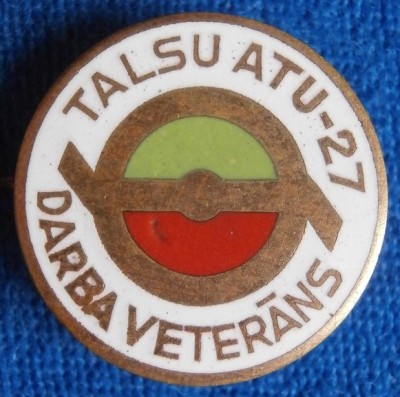 TALSU ATU-27
DARBA VETERĀNS